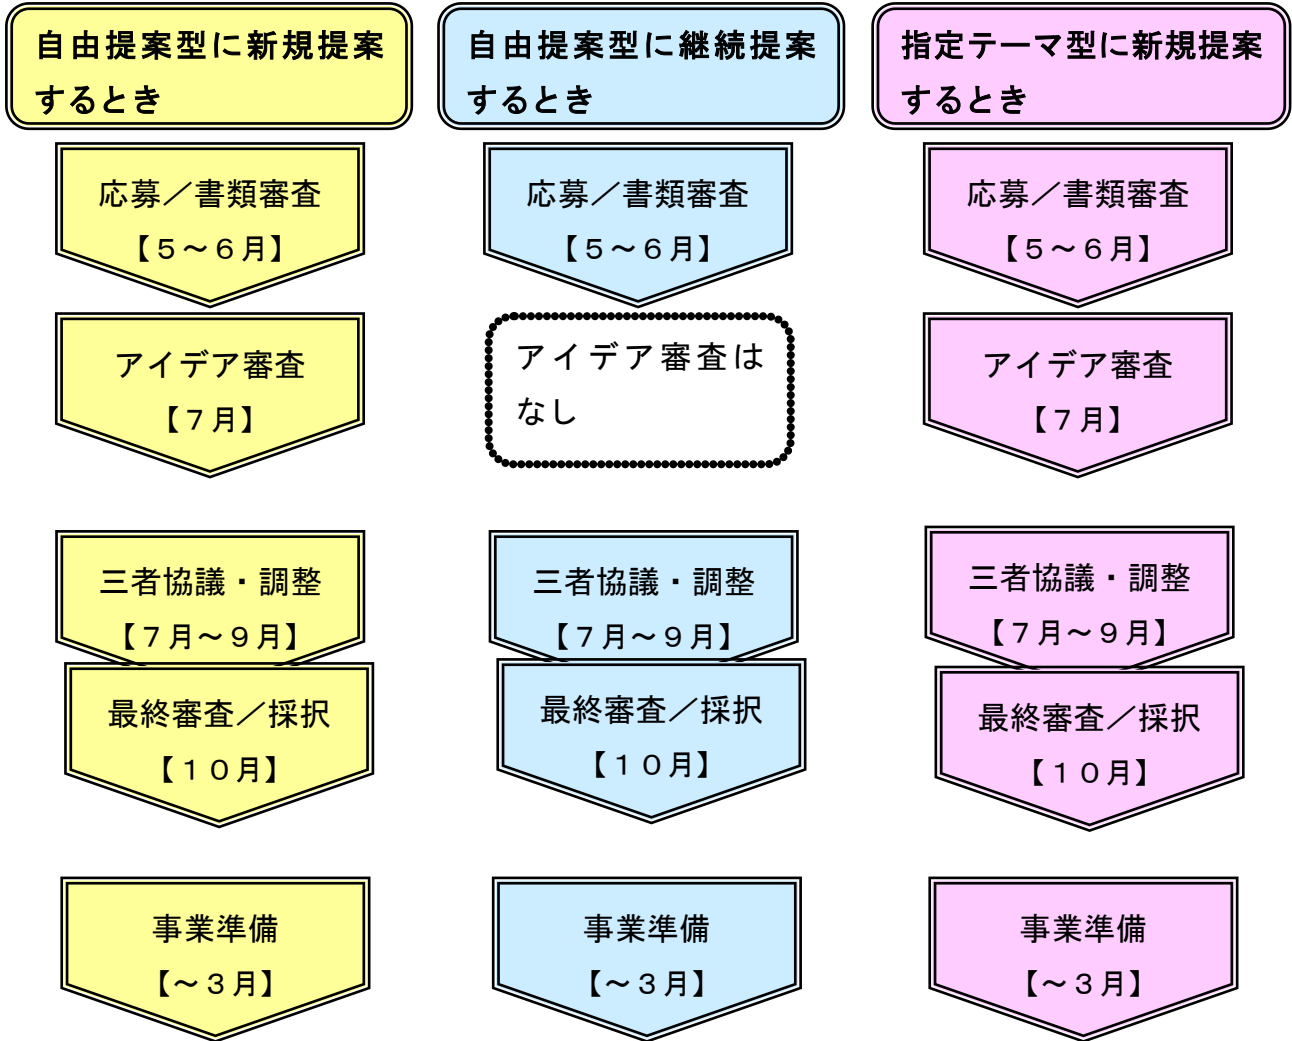 自由提案型に新規提案
するとき
応募／書類審査
【５～６月】
アイデア審査
【７月】
三者協議・調整
【７月～９月】
最終審査／採択
【１０月】
事業準備
【～３月】
自由提案型に継続提案
するとき
応募／書類審査
【５～６月】
アイデア審査は
なし
三者協議・調整
【７月～９月】
最終審査／採択
【１０月】
事業準備
【～３月】
指定テーマ型に新規提案
するとき
応募／書類審査
【５～６月】
アイデア審査
【７月】
三者協議・調整
【７月～９月】
最終審査／採択
【１０月】
事業準備
【～３月】